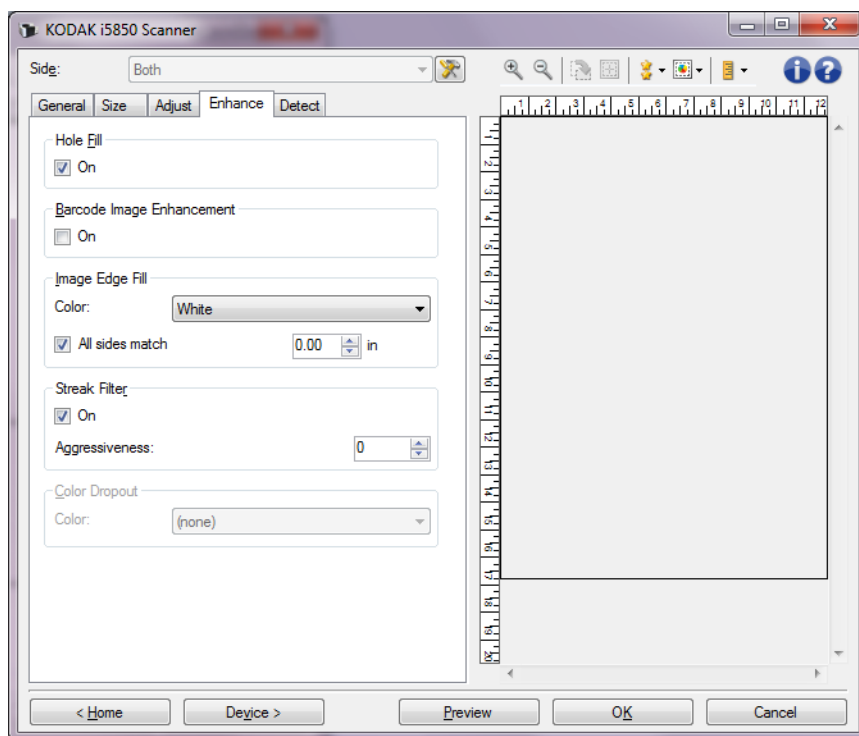 KODAK i5850 Scanner
Side: Both
General Size Adjust Enhance Detect
Hole Fill
On
Barcode Image Enhancement
On
Image Edge Fill
Color: White
All sides match 0.00 in
Streak Filter
On
Aggressiveness: 0
Color Dropout
Color: (none)
1 2 3 4 5 6 7 8 9 10 11 12
1
2
3
4
5
6
7
8
9
10
11
12
13
14
15
16
17
18
19
20
< Home Device > Preview OK Cancel